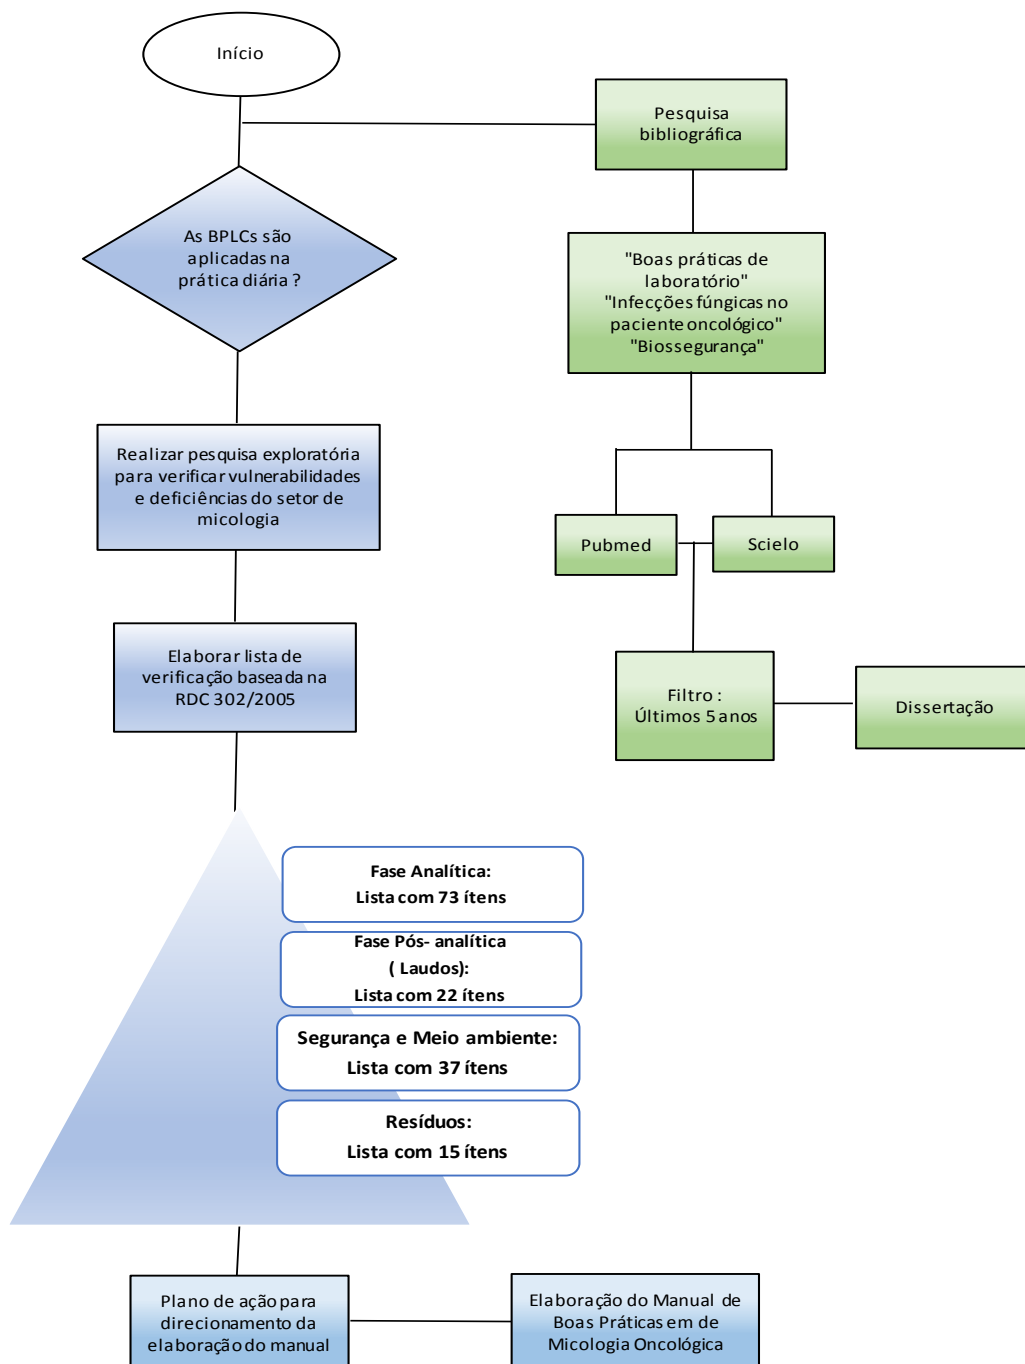 Início
Pesquisa
bibliográfica
As BPLCs são
aplicadas na
prática diária ?
"Boas práticas de
laboratório"
"Infecções fúngicas no
paciente oncológico"
"Biossegurança"
Realizar pesquisa exploratória
para verificar vulnerabilidades
e deficiências do setor de
micologia
Pubmed
Scielo
Elaborar lista de
verificação baseada na
RDC 302/2005
Filtro :
Últimos 5 anos
Dissertação
Fase Analítica:
Lista com 73 ítens
Fase Pós- analítica
( Laudos):
Lista com 22 ítens
Segurança e Meio ambiente:
Lista com 37 ítens
Resíduos:
Lista com 15 ítens
Plano de ação para
direcionamento da
elaboração do manual
Elaboração do Manual de
Boas Práticas em de
Micologia Oncológica